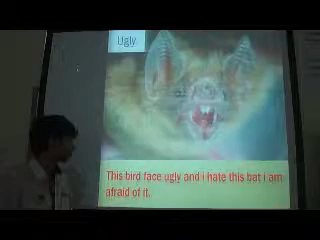 Ugly
This bird face ugly and i hate this bat i am
afraid of it.